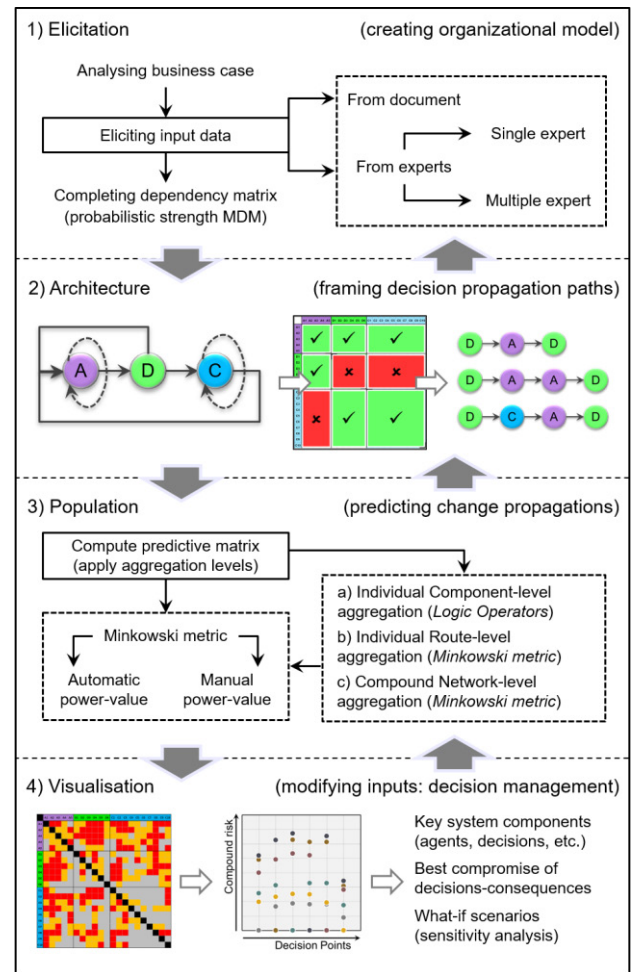 1) Elicitation
(creating organizational model)
Analysing business case
Eliciting input data
Completing dependency matrix
(probabilistic strength MDM)
From document
From experts
Single expert
Multiple expert
2) Architecture
(framing decision propagation paths)
A
D
C
D
A
D
D
A
A
D
D
C
A
D
3) Population
(predicting change propagations)
Compute predictive matrix
(apply aggregation levels)
Minkowski metric
Automatic
power-value
Manual
power-value
a) Individual Component-level
aggregation (Logic Operators)
b) Individual Route-level
aggregation (Minkowski metric)
c) Compound Network-level
aggregation (Minkowski metric)
4) Visualisation
(modifying inputs: decision management)
Compound risk
Decision Points
Key system components
(agents, decisions, etc.)
Best compromise of
decisions-consequences
What-if scenarios
(sensitivity analysis)